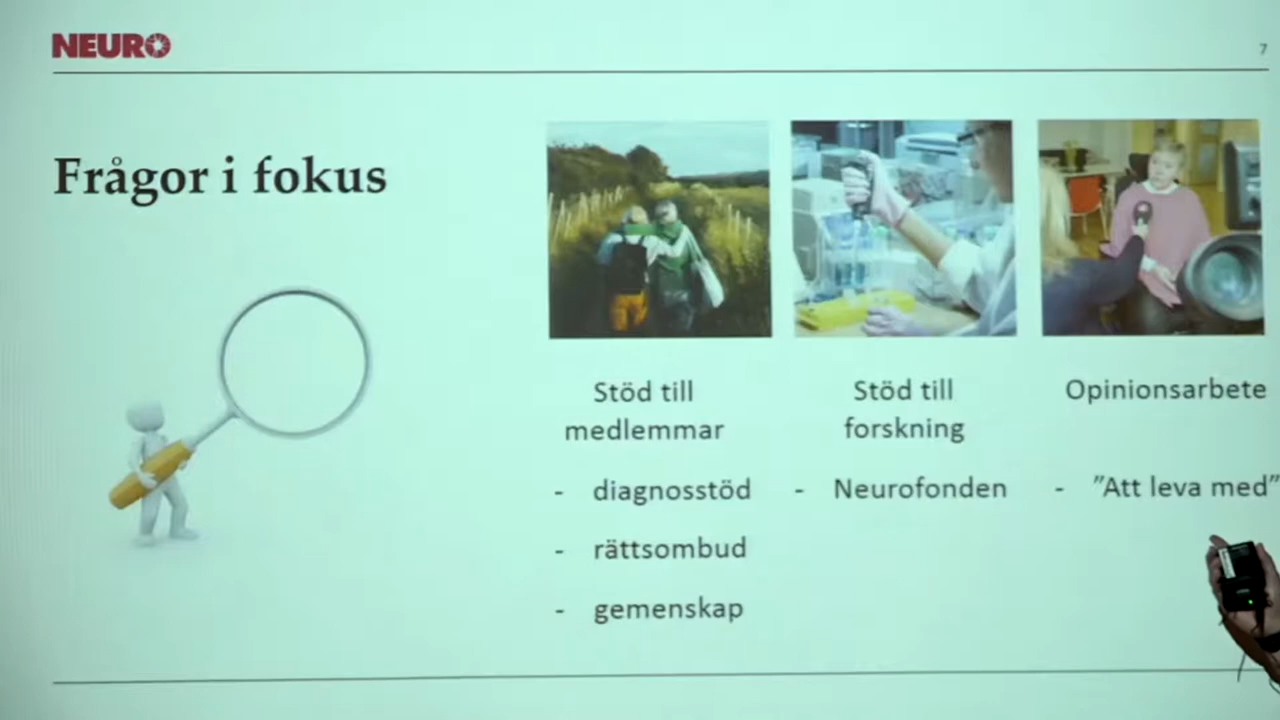 NEURO
7
Frågor i fokus
Stöd till
medlemmar
- diagnosstöd
- rättsombud
- gemenskap
Stöd till
forskning
- Neurofonden
Opinionsarbete
- ”Att leva med”